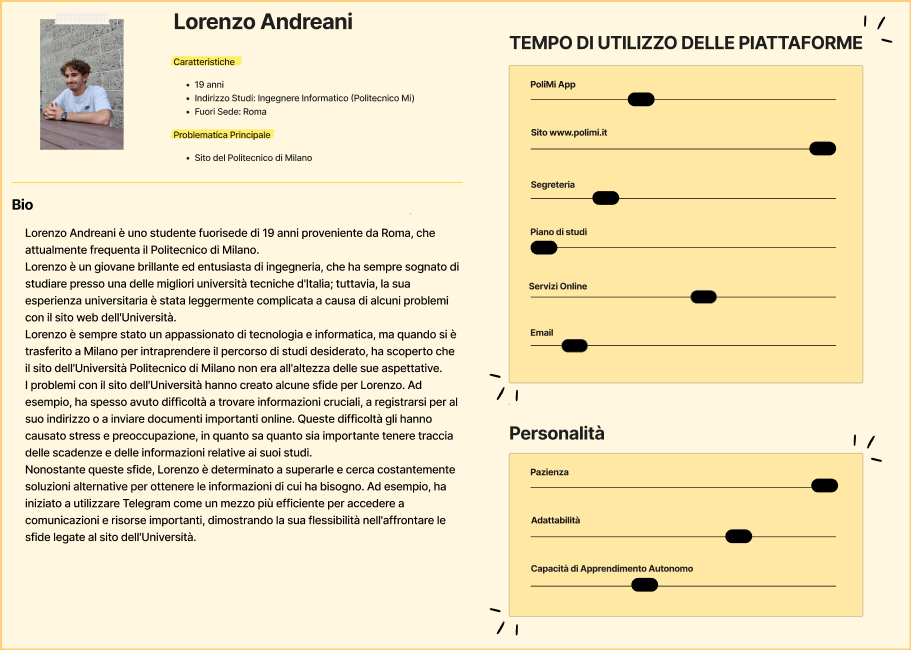 Lorenzo Andreani
Caratteristiche
• 19 anni
• Indirizzo Studi: Ingegnere Informatico (Politecnico Mi)
• Fuori Sede: Roma
Problematica Principale
• Sito del Politecnico di Milano
Bio
Lorenzo Andreani è uno studente fuorisede di 19 anni proveniente da Roma, che
attualmente frequenta il Politecnico di Milano.
Lorenzo è un giovane brillante ed entusiasta di ingegneria, che ha sempre sognato di
studiare presso una delle migliori università tecniche d'Italia; tuttavia, la sua
esperienza universitaria è stata leggermente complicata a causa di alcuni problemi
con il sito web dell'Università.
Lorenzo è sempre stato un appassionato di tecnologia e informatica, ma quando si è
trasferito a Milano per intraprendere il percorso di studi desiderato, ha scoperto che
il sito dell'Università Politecnico di Milano non era all'altezza delle sue aspettative.
I problemi con il sito dell'Università hanno creato alcune sfide per Lorenzo. Ad
esempio, ha spesso avuto difficoltà a trovare informazioni cruciali, a registrarsi per al
suo indirizzo o a inviare documenti importanti online. Queste difficoltà gli hanno
causato stress e preoccupazione, in quanto sa quanto sia importante tenere traccia
delle scadenze e delle informazioni relative ai suoi studi.
Nonostante queste sfide, Lorenzo è determinato a superarle e cerca costantemente
soluzioni alternative per ottenere le informazioni di cui ha bisogno. Ad esempio, ha
iniziato a utilizzare Telegram come un mezzo più efficiente per accedere a
comunicazioni e risorse importanti, dimostrando la sua flessibilità nell'affrontare le
sfide legate al sito dell'Università.
TEMPO DI UTILIZZO DELLE PIATTAFORME
PoliMi App
Sito www.polimi.it
Segreteria
Piano di studi
Servizi Online
Email
Personalità
Pazienza
Adattabilità
Capacità di Apprendimento Autonomo